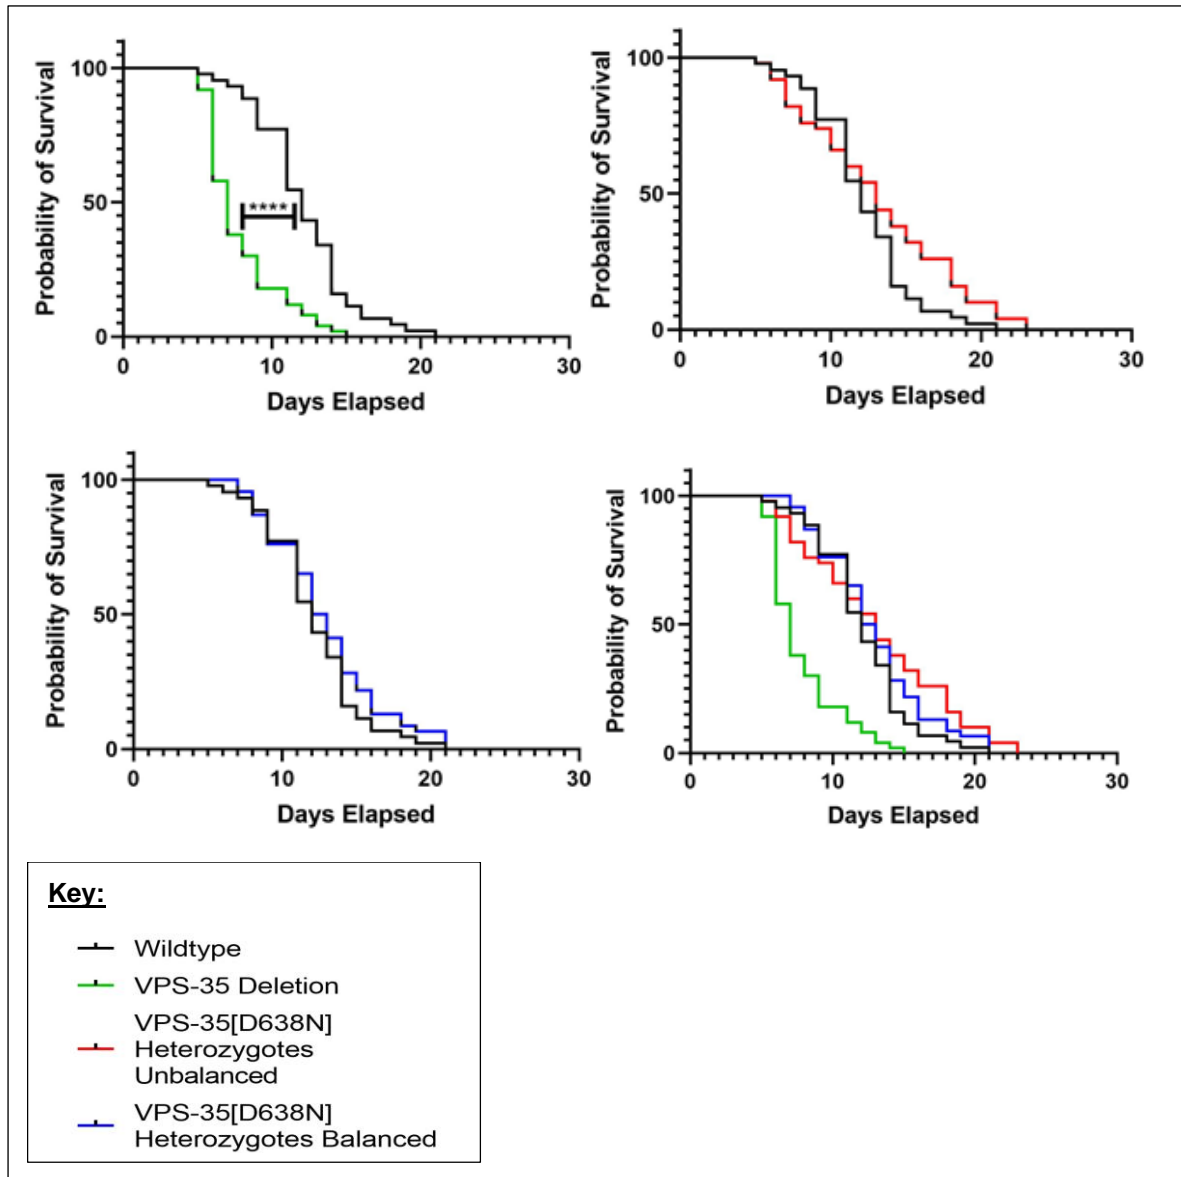 Probability of Survival
100
50
0
****
0
10
20
30
Days Elapsed
Probability of Survival
100
50
0
0
10
20
30
Days Elapsed
Probability of Survival
100
50
0
0
10
20
30
Days Elapsed
Probability of Survival
100
50
0
0
10
20
30
Days Elapsed
Key:
Wildtype
VPS-35 Deletion
VPS-35[D638N]
Heterozygotes
Unbalanced
VPS-35[D638N]
Heterozygotes Balanced